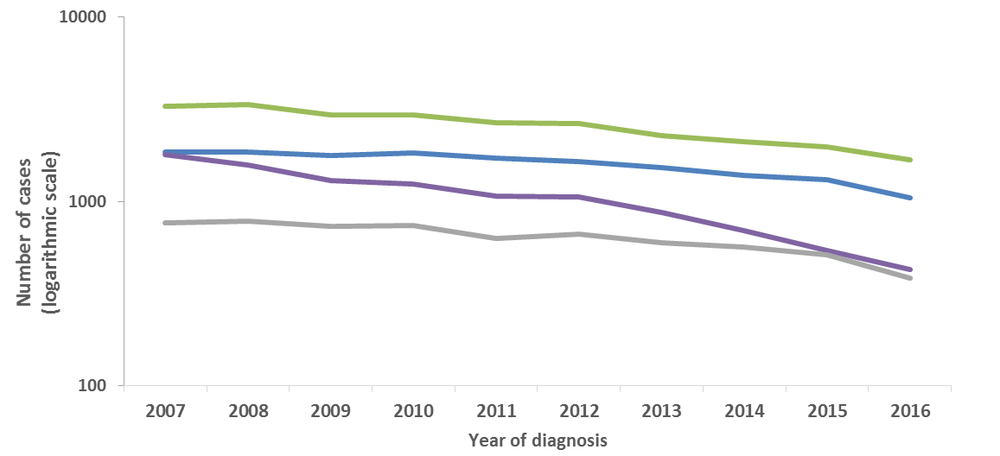 10000
1000
100
Number of cases
(logarithmic scale)
2007 2008 2009 2010 2011 2012 2013 2014 2015 2016
Year of diagnosis